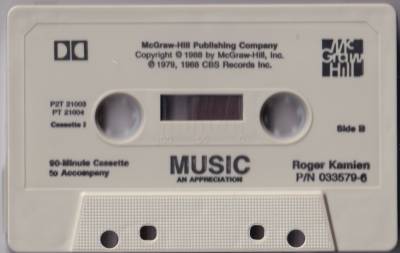 McGraw-Hill Publishing Company
Copyright © 1988 by McGraw-Hill, Inc.
℗ 1979, 1988 CBS Records Inc.
Mc
Graw
Hill
P2T 21003
PT 21004
Cassette I
Side B
90-Minute Cassette
to Accompany
MUSIC
AN APPRECIATION
Roger Kamien
P/N 033579-6